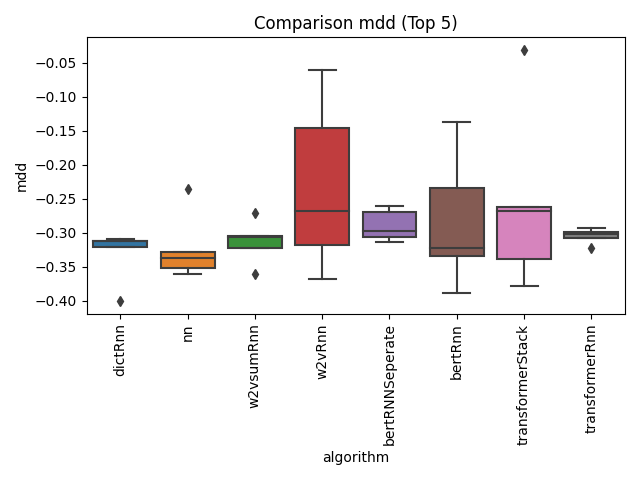 Comparison mdd (Top 5)
−0.05
−0.10
−0.15
−0.20
−0.25
−0.30
−0.35
−0.40
mdd
dictRnn
nn
w2vsumRnn
w2vRnn
bertRNNSeperate
bertRnn
transformerStack
transformerRnn
algorithm